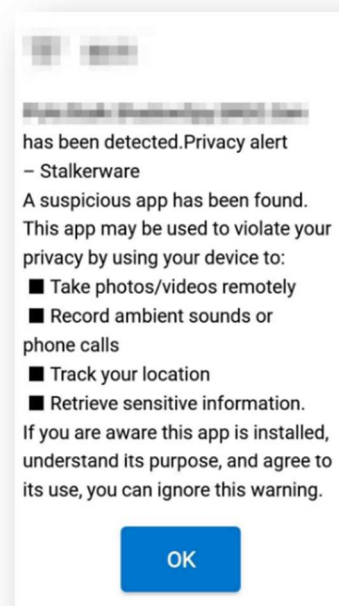 has been detected.Privacy alert
– Stalkerware
A suspicious app has been found.
This app may be used to violate your
privacy by using your device to:
■ Take photos/videos remotely
■ Record ambient sounds or
phone calls
■ Track your location
■ Retrieve sensitive information.
If you are aware this app is installed,
understand its purpose, and agree to
its use, you can ignore this warning.
OK